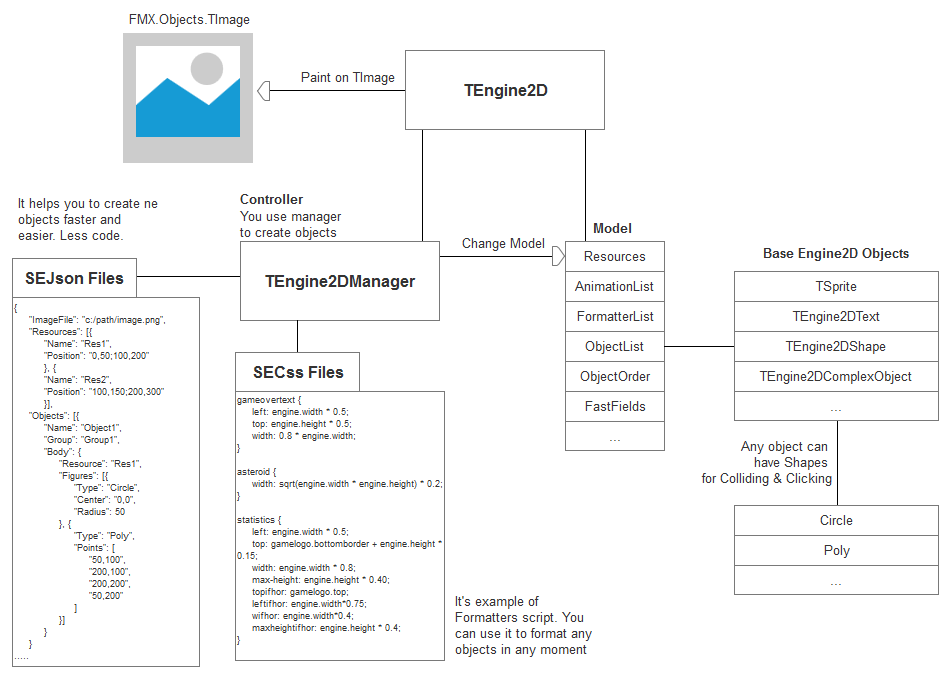 FMX.Objects.TImage
Paint on TImage
TEngine2D
It helps you to create ne
objects faster and
easier. Less code.
Controller
You use manager
to create objects
TEngine2DManager
Change Model
Model
Resources
AnimationList
FormatterList
ObjectList
ObjectOrder
FastFields
...
Base Engine2D Objects
TSprite
TEngine2DText
TEngine2DShape
TEngine2DComplexObject
...
Any object can
have Shapes
for Colliding & Clicking
Circle
Poly
...
SEJson Files
{
"ImageFile": "c:/path/image.png",
"Resources": [{
"Name": "Res1",
"Position": "0,50;100,200"
}, {
"Name": "Res2",
"Position": "100,150;200,300"
}],
"Objects": [{
"Name": "Object1",
"Group": "Group1",
"Body": {
"Resource": "Res1",
"Figures": [{
"Type": "Circle",
"Center": "0,0",
"Radius": 50
}, {
"Type": "Poly",
"Points": [
"50,100",
"200,100",
"200,200",
"50,200"
]
}]
}
}
.....
SECss Files
gameovertext {
left: engine.width * 0.5;
top: engine.height * 0.5;
width: 0.8 * engine.width;
}
asteroid {
width: sqrt(engine.width * engine.height) * 0.2;
}
statistics {
left: engine.width * 0.5;
top: gamelogo.bottomborder + engine.height *
0.15;
width: engine.width * 0.8;
max-height: engine.height * 0.40;
topifhor: gamelogo.top;
leftifhor: engine.width*0.75;
wifhor: engine.width*0.4;
maxheightifhor: engine.height * 0.4;
}
It's example of
Formatters script. You
can use it to format any
objects in any moment